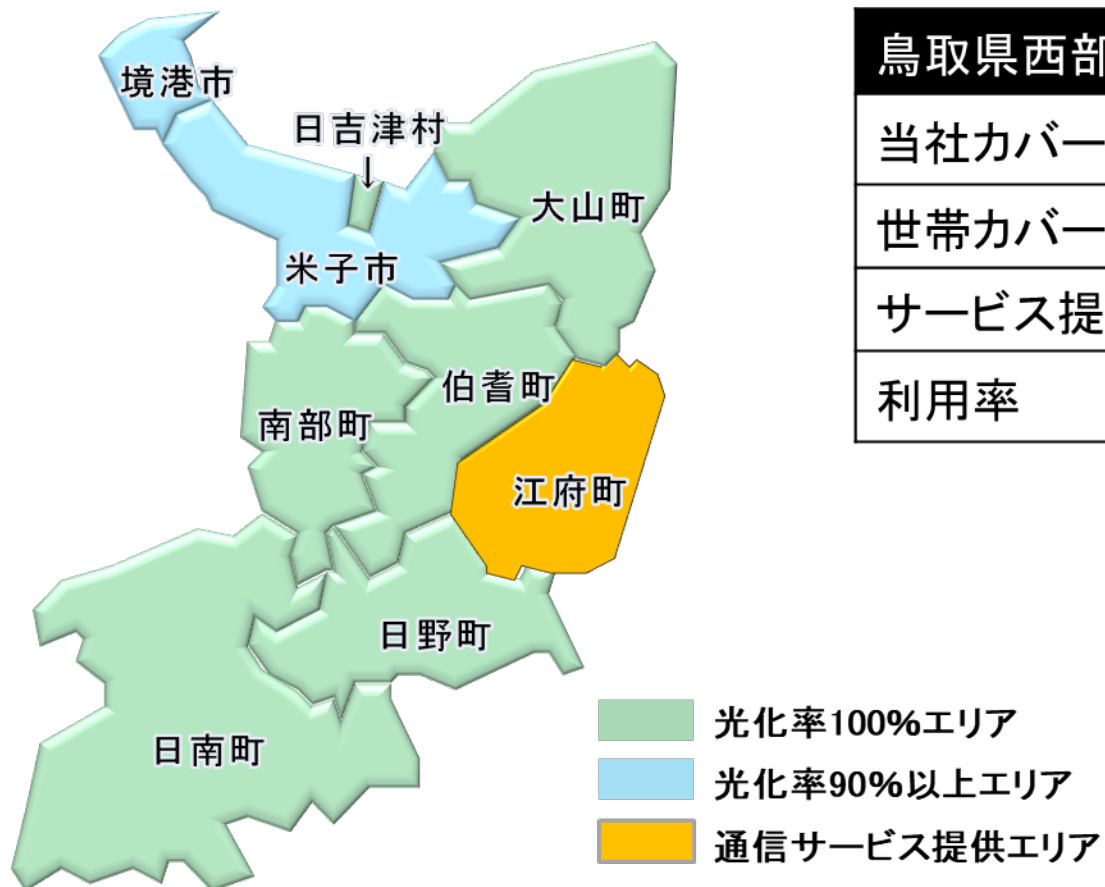 境港市
日吉津村
↓
大山町
米子市
伯耆町
南部町
江府町
日野町
日南町
光化率100%エリア
光化率90%以上エリア
通信サービス提供エリア
鳥取県西部
当社カバー
世帯カバー
サービス提
利用率